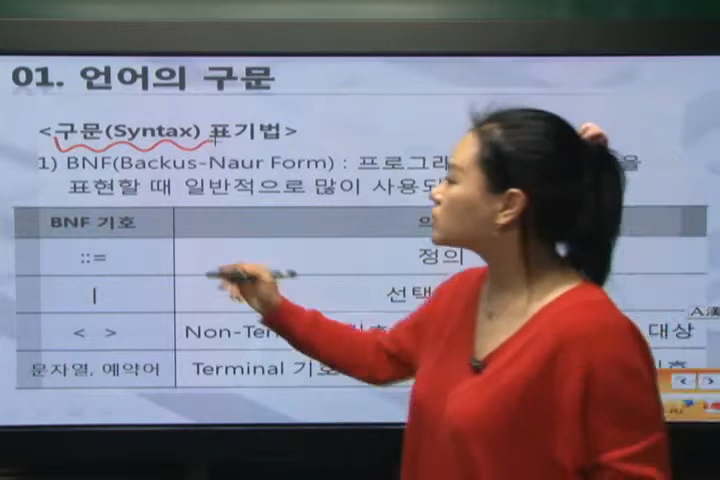 01. 언어의 구문
<구문(Syntax) 표기법>
1) BNF(Backus-Naur Form) : 프로그래
표현할 때 일반적으로 많이 사용
BNF 기호
::= 정의
| 선택
< > Non-Ter 대상
문자열, 예약어 Terminal 기호